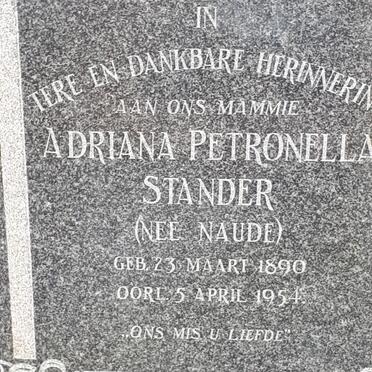 IN
TERE EN DANKBARE HERINNERIN
AAN ONS MAMMIE
ADRIANA PETRONELLA
STANDER
(NEE NAUDE)
GEB. 23 MAART 1890
OORL. 5 APRIL 1954.
„ONS MIS U LIEFDE"